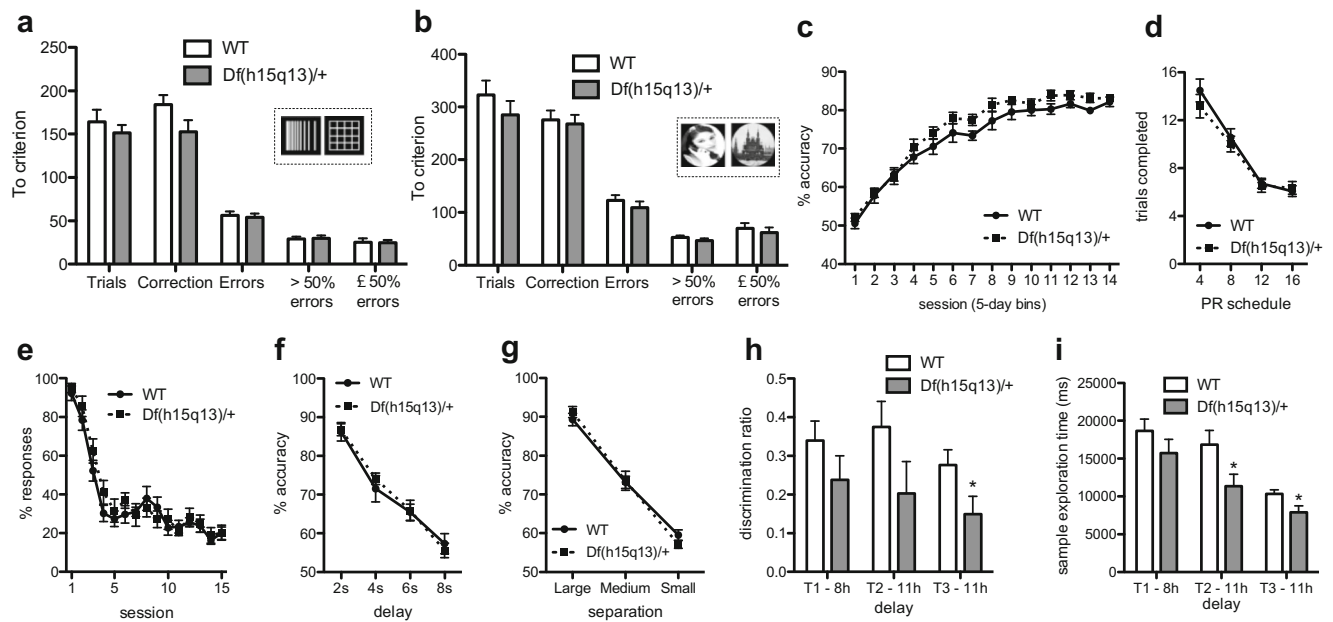 a
WT
Df(h15q13)/+
To criterion
250
200
150
100
50
0
Trials
Correction
Errors
> 50%
errors
£ 50%
errors
b
WT
Df(h15q13)/+
To criterion
400
300
200
100
0
Trials
Correction
Errors
> 50%
errors
£ 50%
errors
c
% accuracy
90
80
70
60
50
40
WT
Df(h15q13)/+
1 2 3 4 5 6 7 8 9 10 11 12 13 14
session (5-day bins)
d
trials completed
16
12
8
4
0
WT
Df(h15q13)/+
4 8 12 16
PR schedule
e
% responses
100
80
60
40
20
0
WT
Df(h15q13)/+
1 5 10 15
session
f
% accuracy
100
90
80
70
60
50
WT
Df(h15q13)/+
2s 4s 6s 8s
delay
g
% accuracy
100
90
80
70
60
50
WT
Df(h15q13)/+
Large Medium Small
separation
h
WT
Df(h15q13)/+
discrimination ratio
0.5
0.4
0.3
0.2
0.1
0.0
*
T1 - 8h T2 - 11h T3 - 11h
delay
i
WT
Df(h15q13)/+
sample exploration time (ms)
25000
20000
15000
10000
5000
0
*
*
T1 - 8h T2 - 11h T3 - 11h
delay